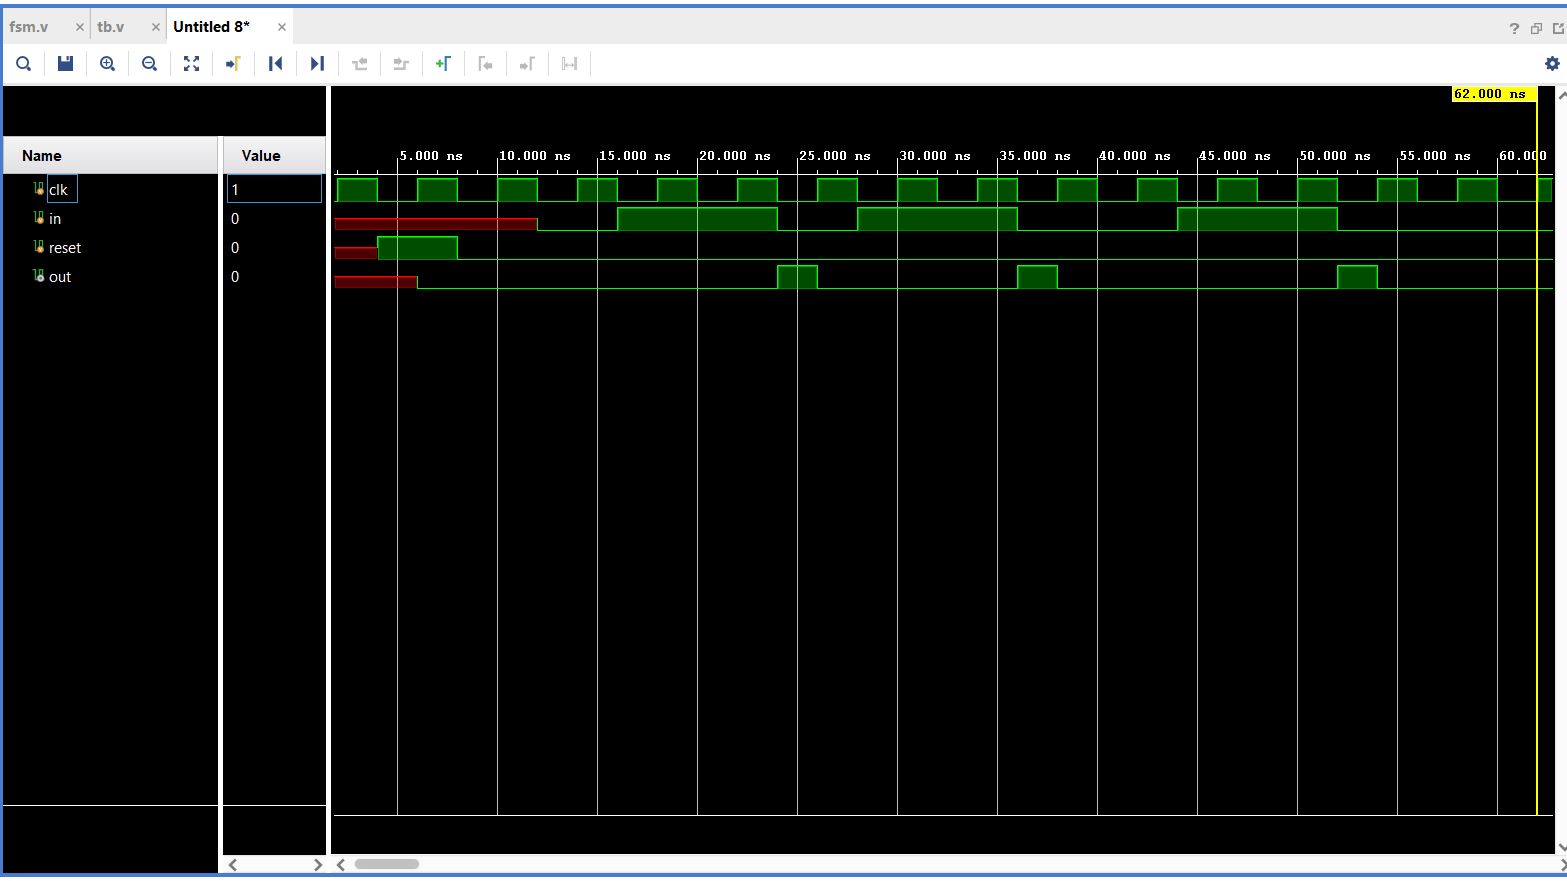 fsm.v × tb.v × Untitled 8* ×
?
62.000 ns
Name Value
5.000 ns 10.000 ns 15.000 ns 20.000 ns 25.000 ns 30.000 ns 35.000 ns 40.000 ns 45.000 ns 50.000 ns 55.000 ns 60.000
clk 1
in 0
reset 0
out 0